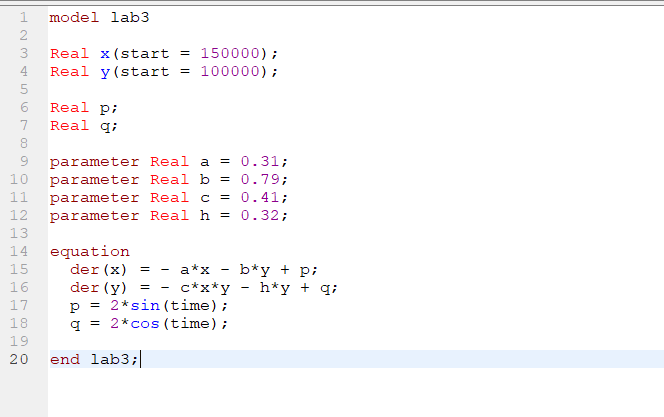 1 model lab3
2
3 Real x(start = 150000);
4 Real y(start = 100000);
5
6 Real p;
7 Real q;
8
9 parameter Real a = 0.31;
10 parameter Real b = 0.79;
11 parameter Real c = 0.41;
12 parameter Real h = 0.32;
13
14 equation
15   der(x) = - a*x - b*y + p;
16   der(y) = - c*x*y - h*y + q;
17   p = 2*sin(time);
18   q = 2*cos(time);
19
20 end lab3;